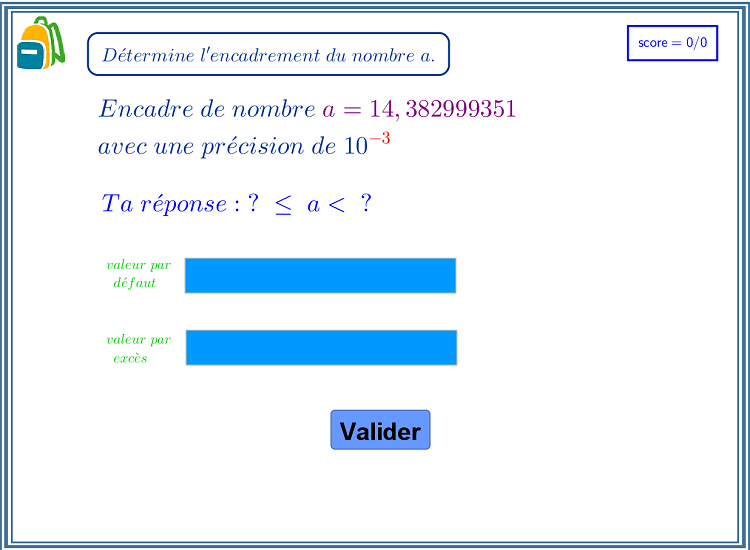 Détermine l'encadrement du nombre a.
score = 0/0
Encadre de nombre a = 14,382999351
avec une précision de 10⁻³
Ta réponse : ? ≤ a < ?
valeur par
défaut
valeur par
excès
Valider